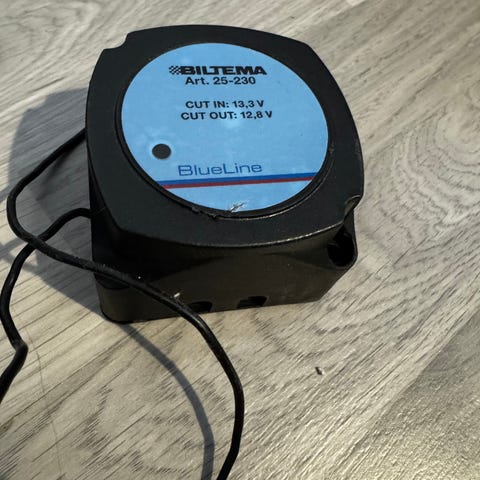 BILTEMA
Art. 25-230
CUT IN: 13,3 V
CUT OUT: 12,8 V
BlueLine